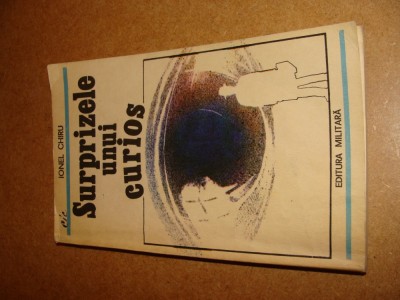 IONEL CHIRU
Surprizele
unui
curios
EDITURA MILITARĂ